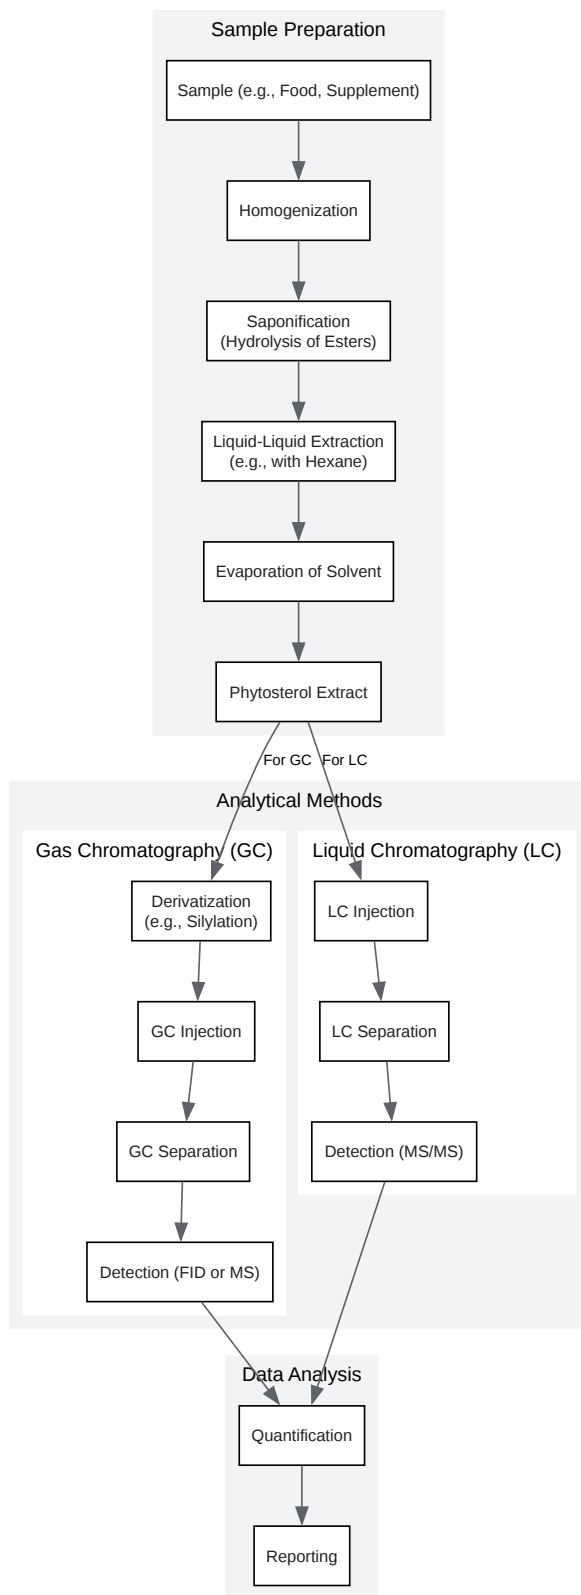 Sample Preparation
Sample (e.g., Food, Supplement)
Homogenization
Saponification
(Hydrolysis of Esters)
Liquid-Liquid Extraction
(e.g., with Hexane)
Evaporation of Solvent
Phytosterol Extract
For GC
For LC
Analytical Methods
Gas Chromatography (GC)
Derivatization
(e.g., Silylation)
GC Injection
GC Separation
Detection (FID or MS)
Liquid Chromatography (LC)
LC Injection
LC Separation
Detection (MS/MS)
Data Analysis
Quantification
Reporting